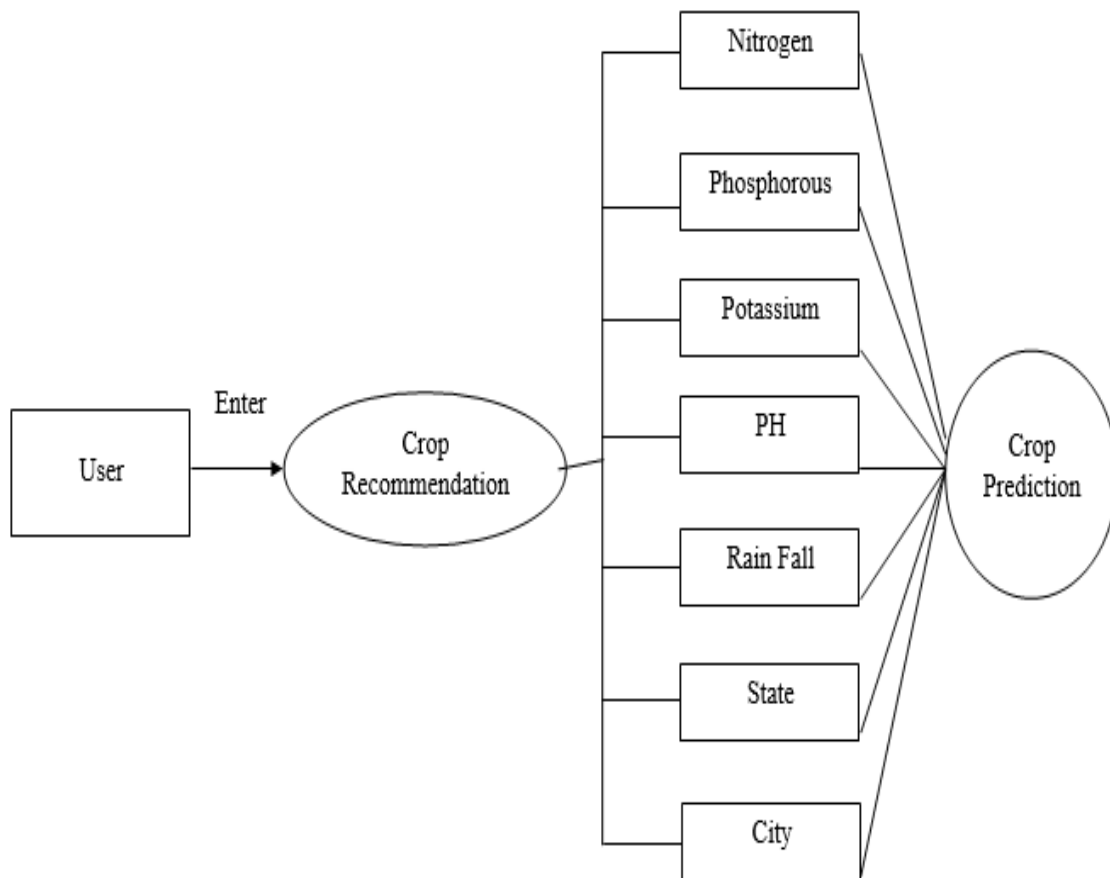 User
Enter
Crop
Recommendation
Nitrogen
Phosphorous
Potassium
PH
Rain Fall
State
City
Crop
Prediction